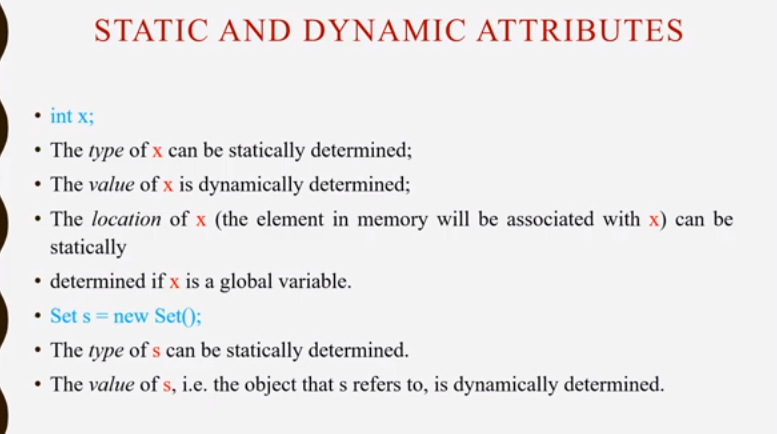 STATIC AND DYNAMIC ATTRIBUTES
• int x;
• The type of x can be statically determined;
• The value of x is dynamically determined;
• The location of x (the element in memory will be associated with x) can be
statically
• determined if x is a global variable.
• Set s = new Set();
• The type of s can be statically determined.
• The value of s, i.e. the object that s refers to, is dynamically determined.